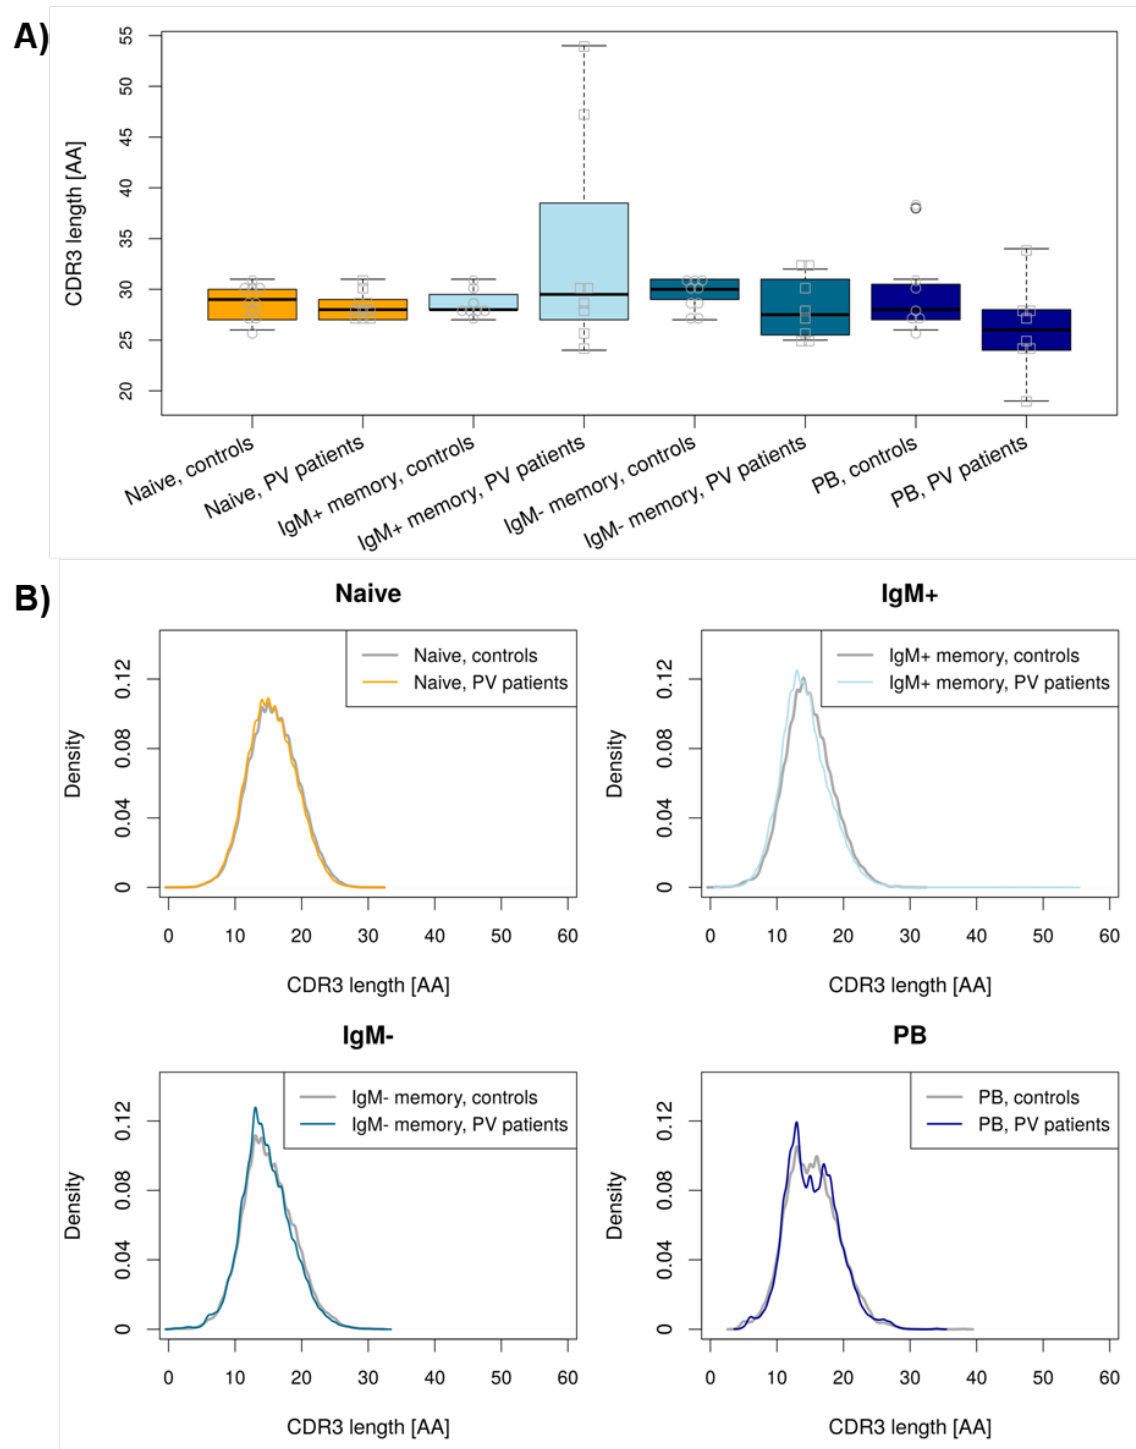 A)
CDR3 length [AA]
55
50
45
40
35
30
25
20
Naive, controls
Naive, PV patients
IgM+ memory, controls
IgM+ memory, PV patients
IgM- memory, controls
IgM- memory, PV patients
PB, controls
PB, PV patients
B)
Naive
Naive, controls
Naive, PV patients
Density
0.12
0.08
0.04
0
0 10 20 30 40 50 60
CDR3 length [AA]
IgM+
IgM+ memory, controls
IgM+ memory, PV patients
Density
0.12
0.08
0.04
0
0 10 20 30 40 50 60
CDR3 length [AA]
IgM-
IgM- memory, controls
IgM- memory, PV patients
Density
0.12
0.08
0.04
0
0 10 20 30 40 50 60
CDR3 length [AA]
PB
PB, controls
PB, PV patients
Density
0.12
0.08
0.04
0
0 10 20 30 40 50 60
CDR3 length [AA]